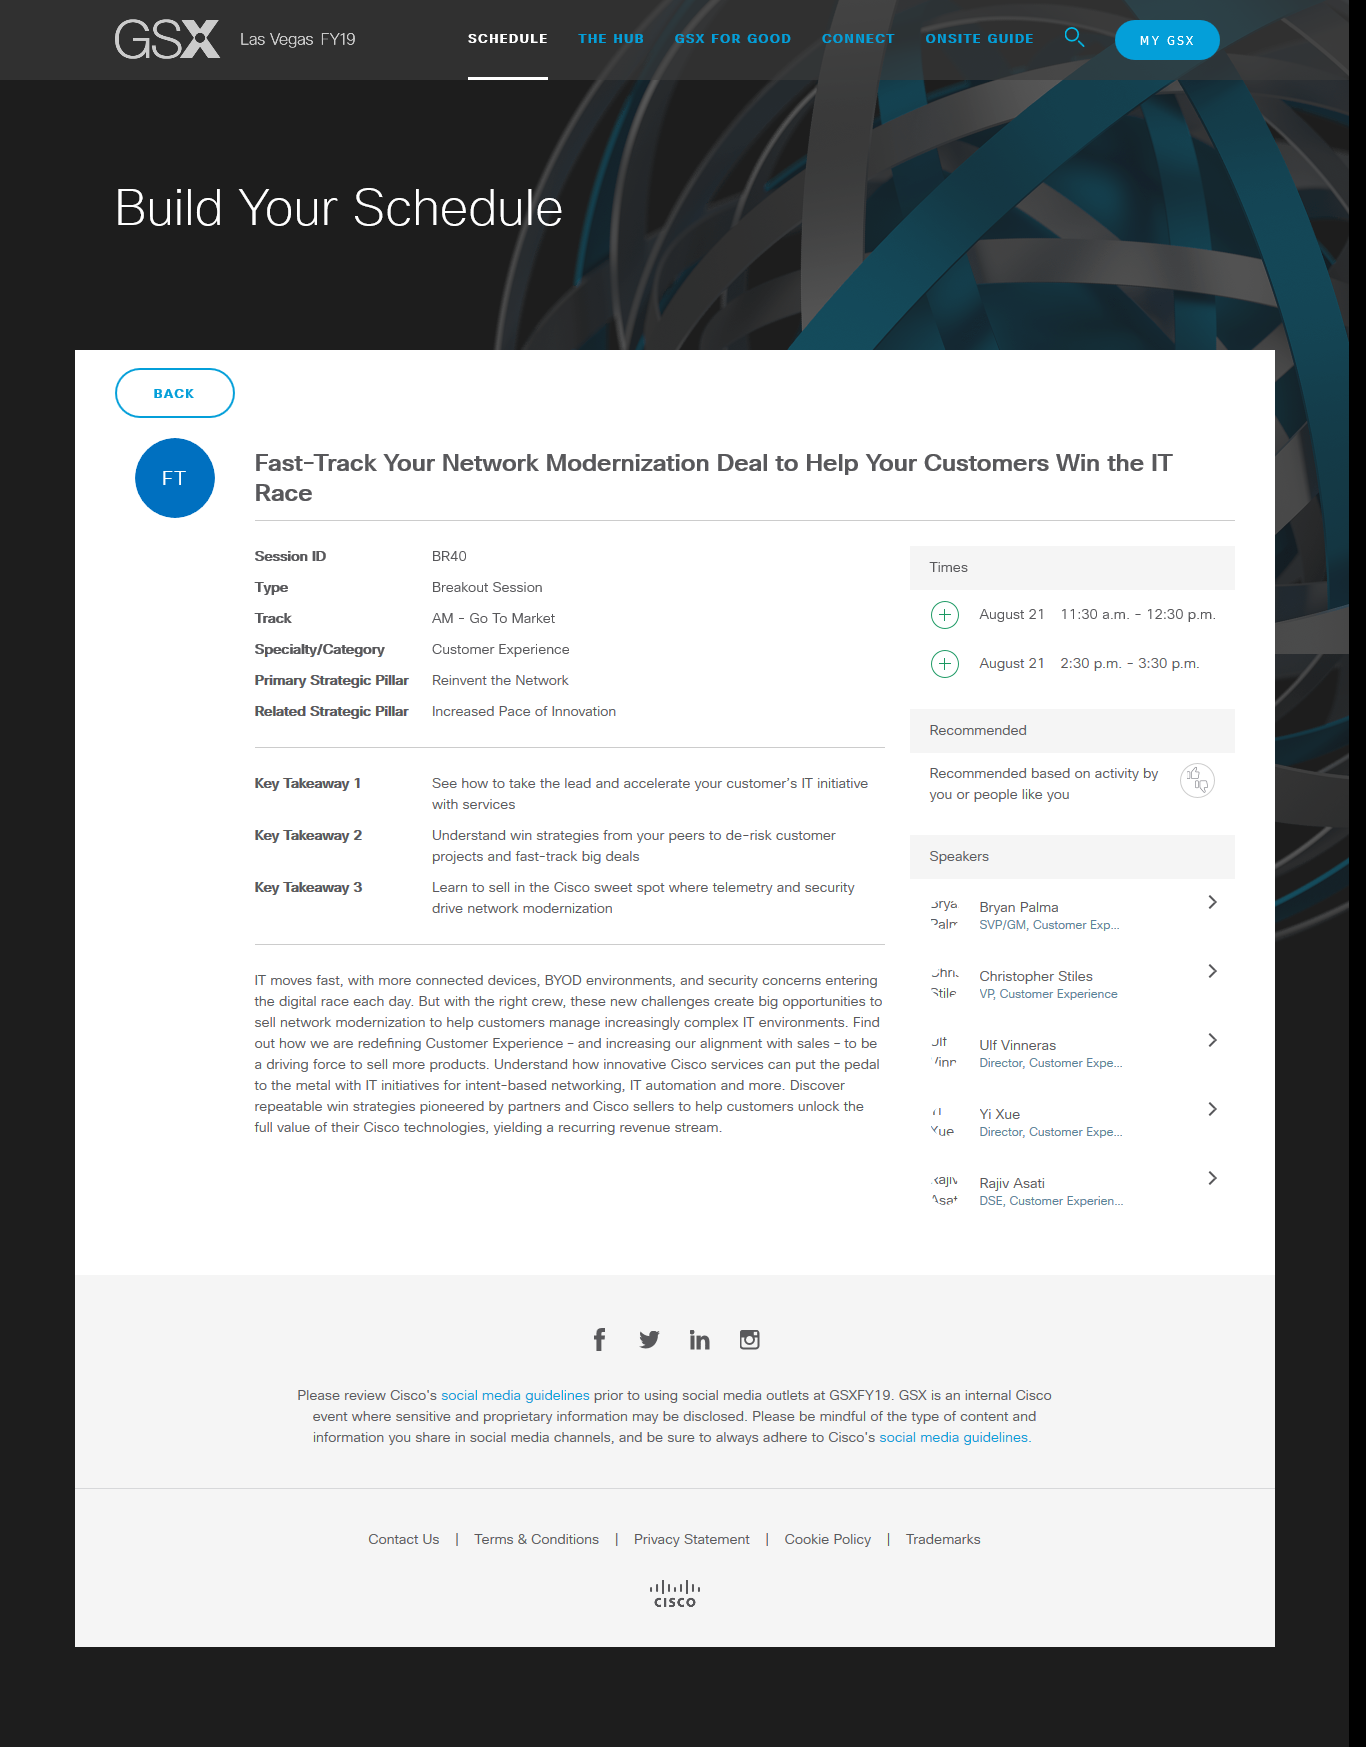 GSX Las Vegas FY19
SCHEDULE THE HUB GSX FOR GOOD CONNECT ONSITE GUIDE MY GSX
Build Your Schedule
BACK
FT
Fast-Track Your Network Modernization Deal to Help Your Customers Win the IT
Race
Session ID BR40
Type Breakout Session
Track AM - Go To Market
Specialty/Category Customer Experience
Primary Strategic Pillar Reinvent the Network
Related Strategic Pillar Increased Pace of Innovation
Key Takeaway 1 See how to take the lead and accelerate your customer's IT initiative
with services
Key Takeaway 2 Understand win strategies from your peers to de-risk customer
projects and fast-track big deals
Key Takeaway 3 Learn to sell in the Cisco sweet spot where telemetry and security
drive network modernization
IT moves fast, with more connected devices, BYOD environments, and security concerns entering
the digital race each day. But with the right crew, these new challenges create big opportunities to
sell network modernization to help customers manage increasingly complex IT environments. Find
out how we are redefining Customer Experience – and increasing our alignment with sales – to be
a driving force to sell more products. Understand how innovative Cisco services can put the pedal
to the metal with IT initiatives for intent-based networking, IT automation and more. Discover
repeatable win strategies pioneered by partners and Cisco sellers to help customers unlock the
full value of their Cisco technologies, yielding a recurring revenue stream.
Times
August 21 11:30 a.m. - 12:30 p.m.
August 21 2:30 p.m. - 3:30 p.m.
Recommended
Recommended based on activity by
you or people like you
Speakers
Bryan Palma
SVP/GM, Customer Exp...
Christopher Stiles
VP, Customer Experience
Ulf Vinneras
Director, Customer Expe...
Yi Xue
Director, Customer Expe...
Rajiv Asati
DSE, Customer Experien...
Please review Cisco's social media guidelines prior to using social media outlets at GSXFY19. GSX is an internal Cisco
event where sensitive and proprietary information may be disclosed. Please be mindful of the type of content and
information you share in social media channels, and be sure to always adhere to Cisco's social media guidelines.
Contact Us | Terms & Conditions | Privacy Statement | Cookie Policy | Trademarks
CISCO